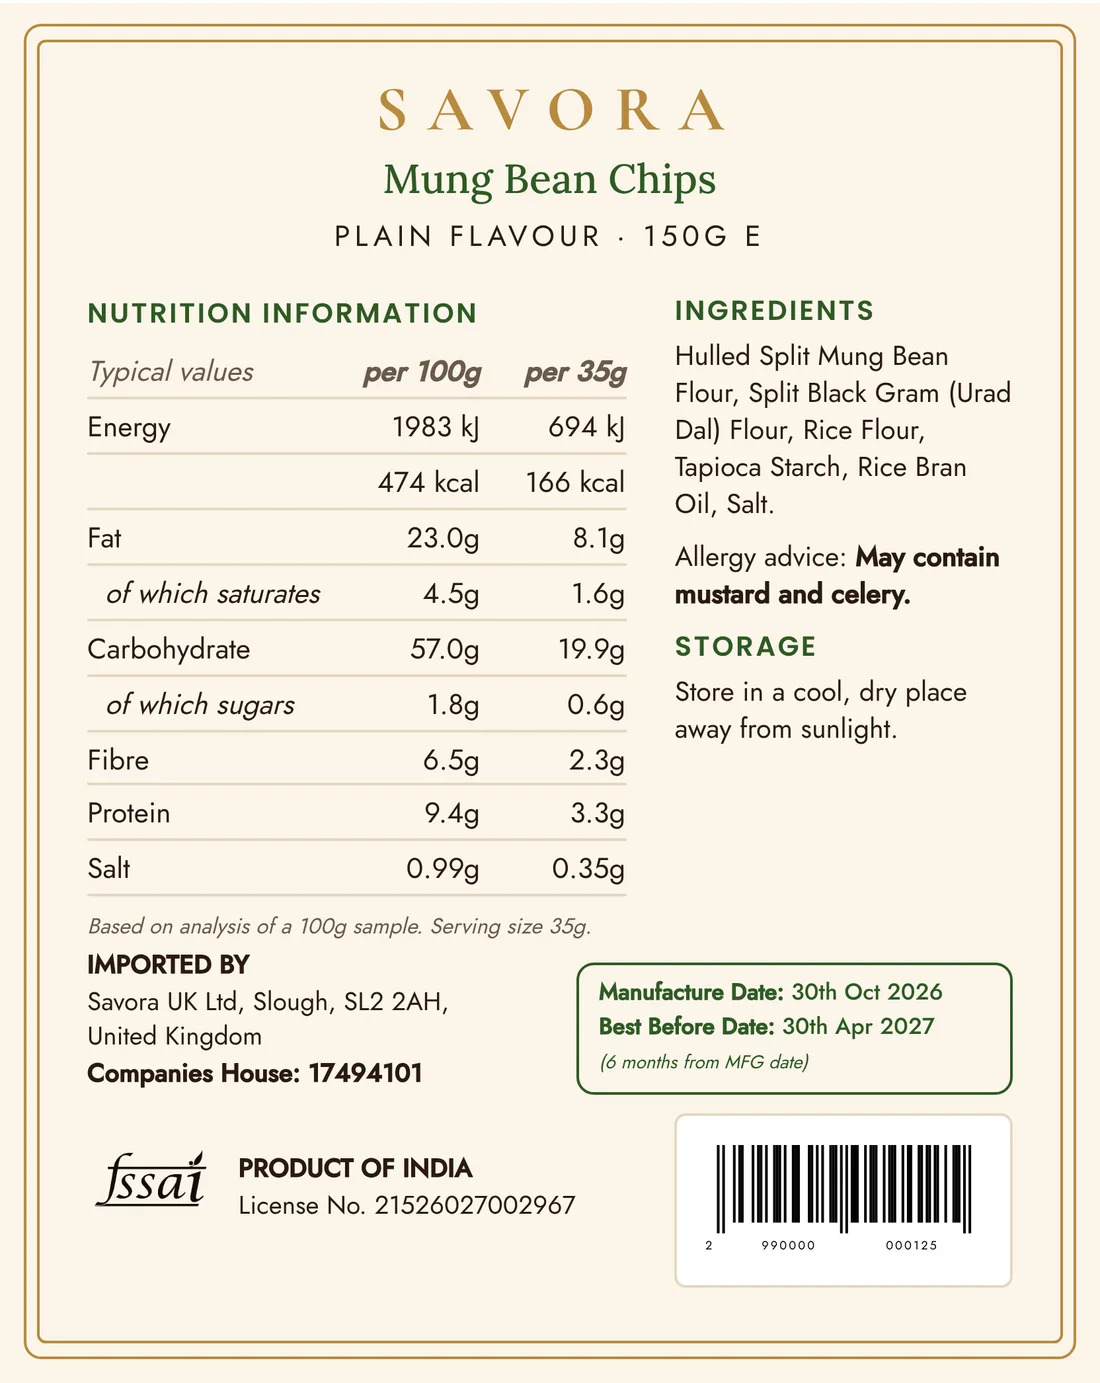 SAVORA
Mung Bean Chips
PLAIN FLAVOUR · 150G E
NUTRITION INFORMATION
Typical values per 100g per 35g
Energy 1983 kJ 694 kJ
474 kcal 166 kcal
Fat 23.0g 8.1g
of which saturates 4.5g 1.6g
Carbohydrate 57.0g 19.9g
of which sugars 1.8g 0.6g
Fibre 6.5g 2.3g
Protein 9.4g 3.3g
Salt 0.99g 0.35g
Based on analysis of a 100g sample. Serving size 35g.
INGREDIENTS
Hulled Split Mung Bean
Flour, Split Black Gram (Urad
Dal) Flour, Rice Flour,
Tapioca Starch, Rice Bran
Oil, Salt.
Allergy advice: May contain
mustard and celery.
STORAGE
Store in a cool, dry place
away from sunlight.
IMPORTED BY
Savora UK Ltd, Slough, SL2 2AH,
United Kingdom
Companies House: 17494101
Manufacture Date: 30th Oct 2026
Best Before Date: 30th Apr 2027
(6 months from MFG date)
fssai
PRODUCT OF INDIA
License No. 21526027002967
2 990000 000125